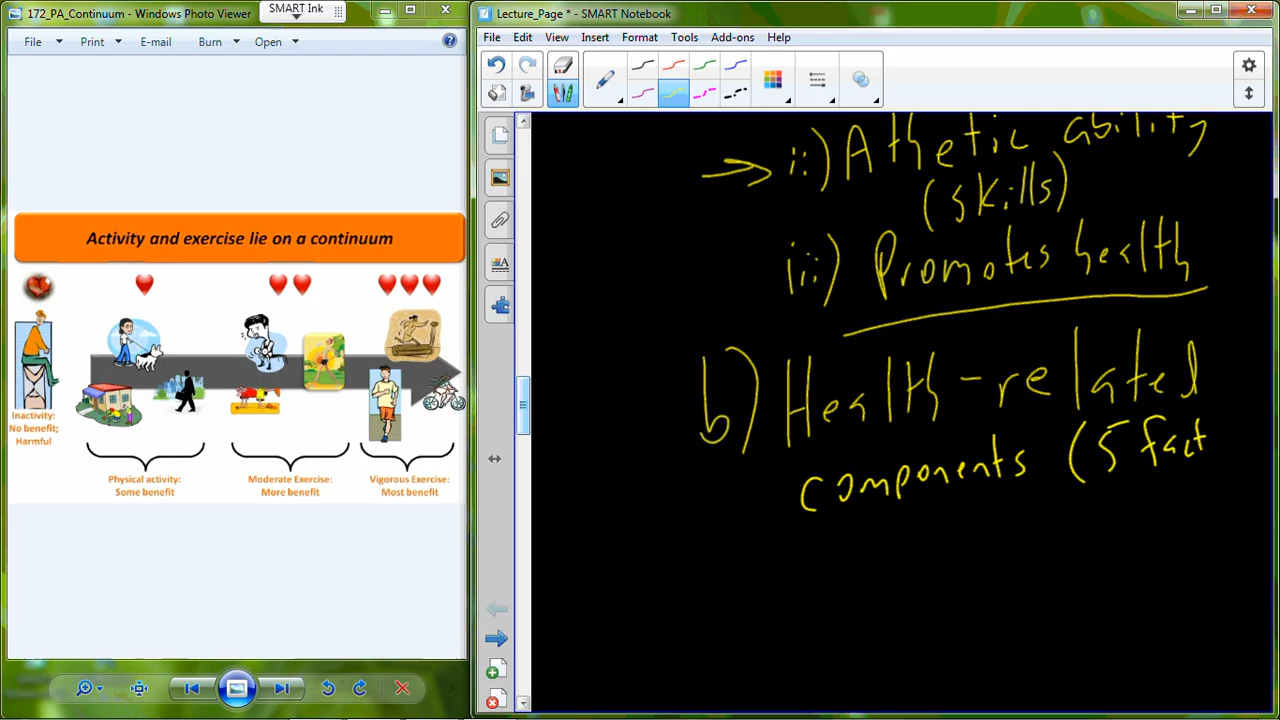 172_PA_Continuum - Windows Photo Viewer
SMART Ink
File Print E-mail Burn Open
Activity and exercise lie on a continuum
Inactivity:
No benefit;
Harmful
Physical activity:
Some benefit
Moderate Exercise:
More benefit
Vigorous Exercise:
Most benefit
Lecture_Page * - SMART Notebook
File Edit View Insert Format Tools Add-ons Help
→ ii) Athetic ability
(skills)
iii) Promotes health
b) Health-related
components (5 fact